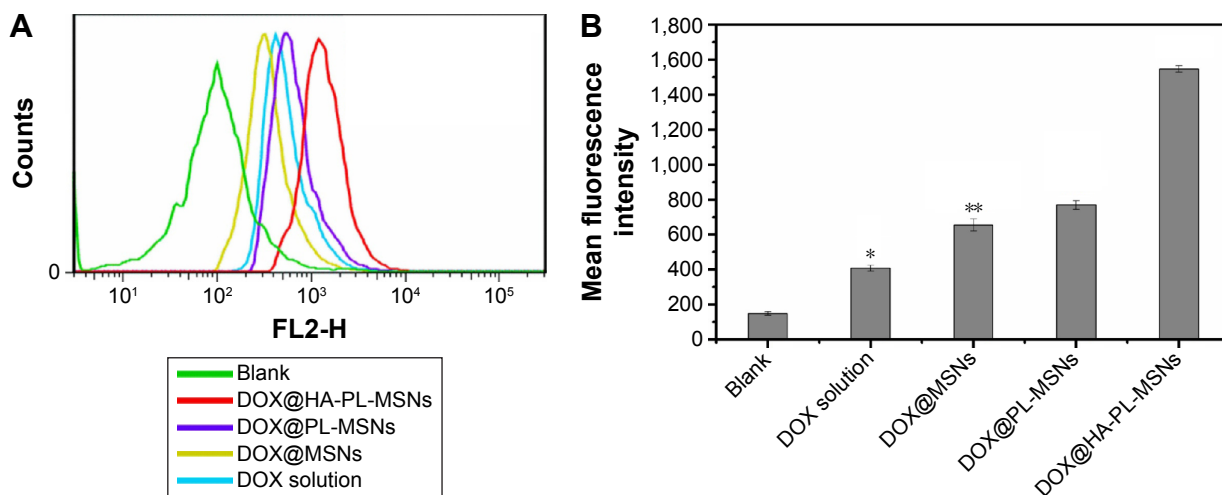 A
Counts
0
10¹ 10² 10³ 10⁴ 10⁵
FL2-H
Blank
DOX@HA-PL-MSNs
DOX@PL-MSNs
DOX@MSNs
DOX solution
B
Mean fluorescence
intensity
1,800
1,600
1,400
1,200
1,000
800
600
400
200
0
*
**
Blank
DOX solution
DOX@MSNs
DOX@PL-MSNs
DOX@HA-PL-MSNs